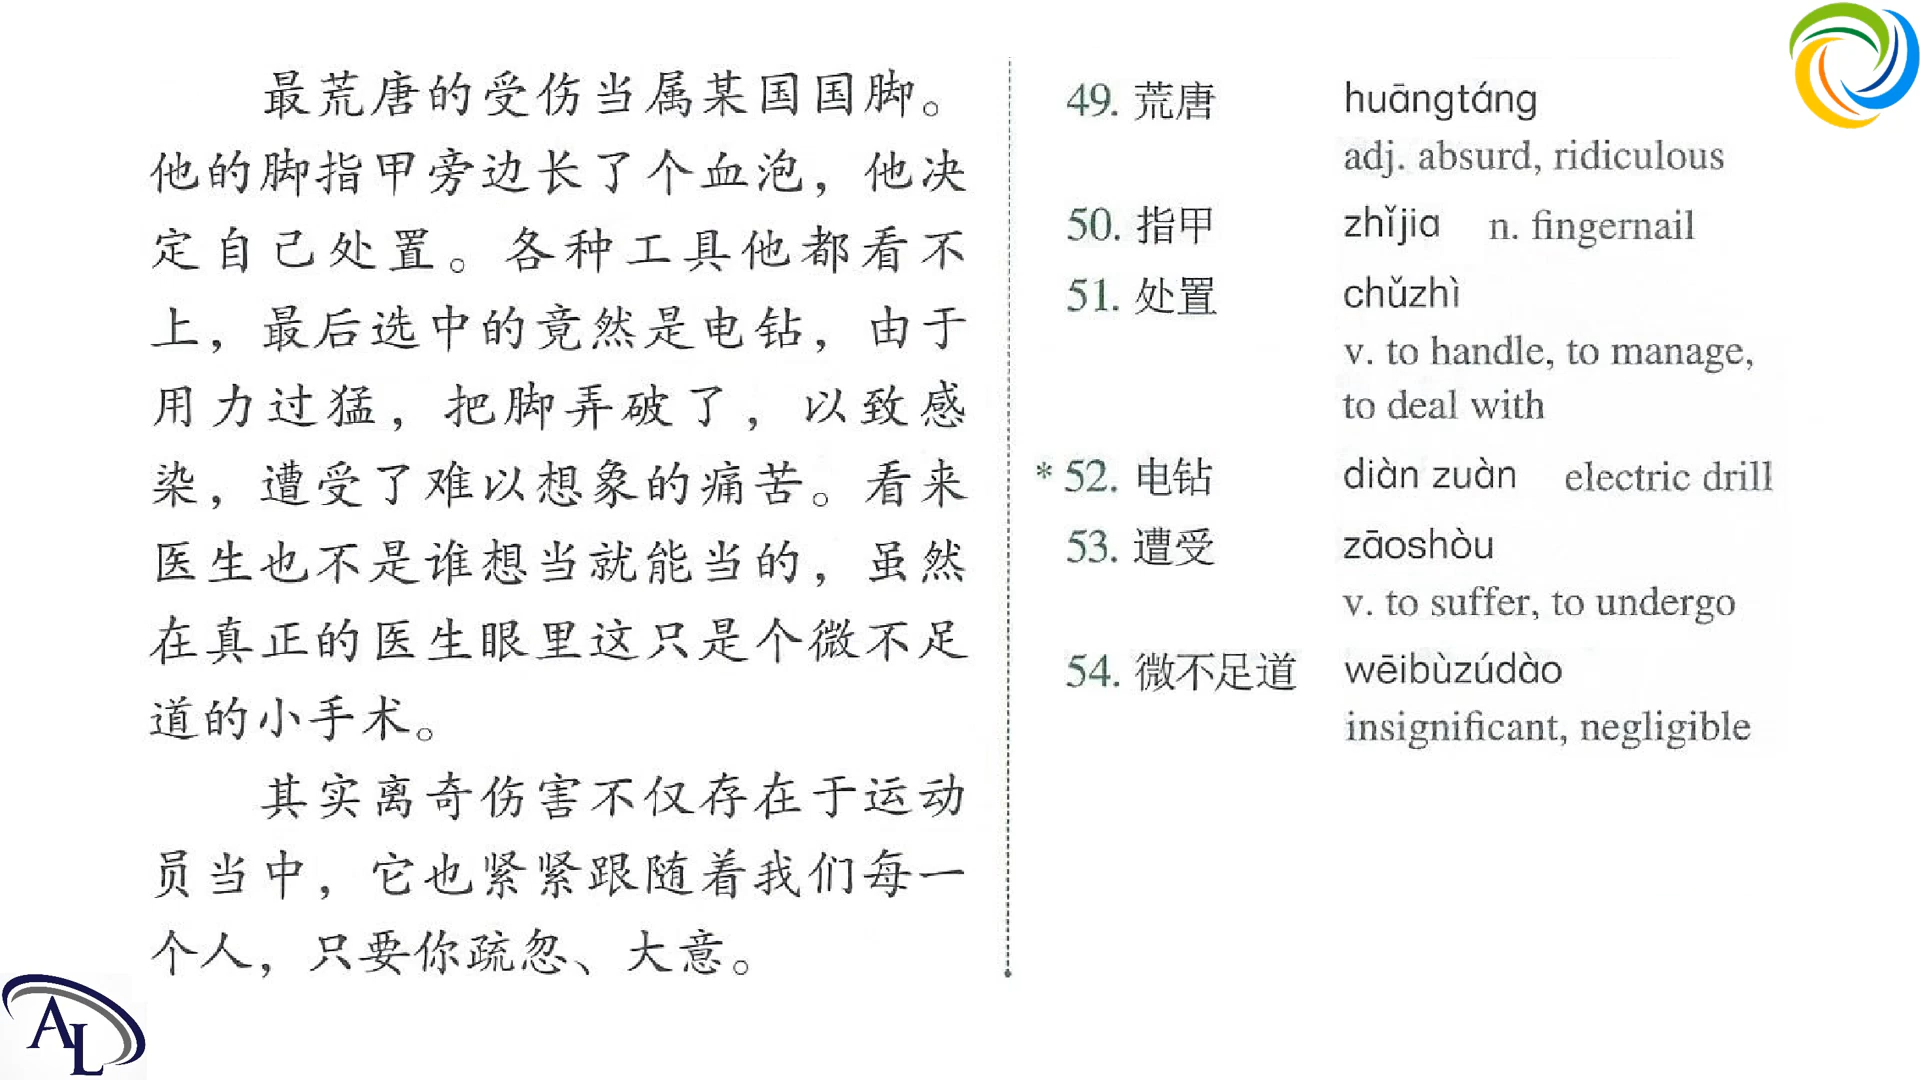 最荒唐的受伤当属某国国脚。
他的脚指甲旁边长了个血泡，他决
定自己处置。各种工具他都看不
上，最后选中的竟然是电钻，由于
用力过猛，把脚弄破了，以致感
染，遭受了难以想象的痛苦。看来
医生也不是谁想当就能当的，虽然
在真正的医生眼里这只是个微不足
道的小手术。
其实离奇伤害不仅存在于运动
员当中，它也紧紧跟随着我们每一
个人，只要你疏忽、大意。
49. 荒唐 huāngtáng
adj. absurd, ridiculous
50. 指甲 zhǐjia n. fingernail
51. 处置 chǔzhì
v. to handle, to manage,
to deal with
* 52. 电钻 diàn zuàn electric drill
53. 遭受 zāoshòu
v. to suffer, to undergo
54. 微不足道 wēibùzúdào
insignificant, negligible
AL